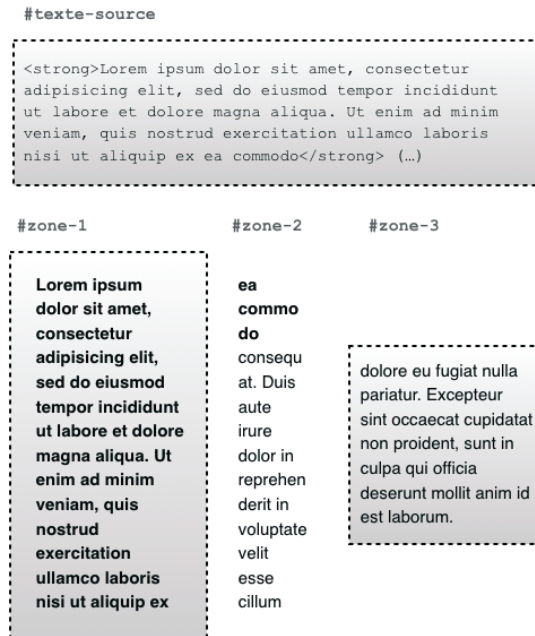 #texte-source
<strong>Lorem ipsum dolor sit amet, consectetur
adipisicing elit, sed do eiusmod tempor incididunt
ut labore et dolore magna aliqua. Ut enim ad minim
veniam, quis nostrud exercitation ullamco laboris
nisi ut aliquip ex ea commodo</strong> (…)
#zone-1
Lorem ipsum
dolor sit amet,
consectetur
adipisicing elit,
sed do eiusmod
tempor incididunt
ut labore et dolore
magna aliqua. Ut
enim ad minim
veniam, quis
nostrud
exercitation
ullamco laboris
nisi ut aliquip ex
#zone-2
ea
commo
do
consequ
at. Duis
aute
irure
dolor in
reprehen
derit in
voluptate
velit
esse
cillum
#zone-3
dolore eu fugiat nulla
pariatur. Excepteur
sint occaecat cupidatat
non proident, sunt in
culpa qui officia
deserunt mollit anim id
est laborum.